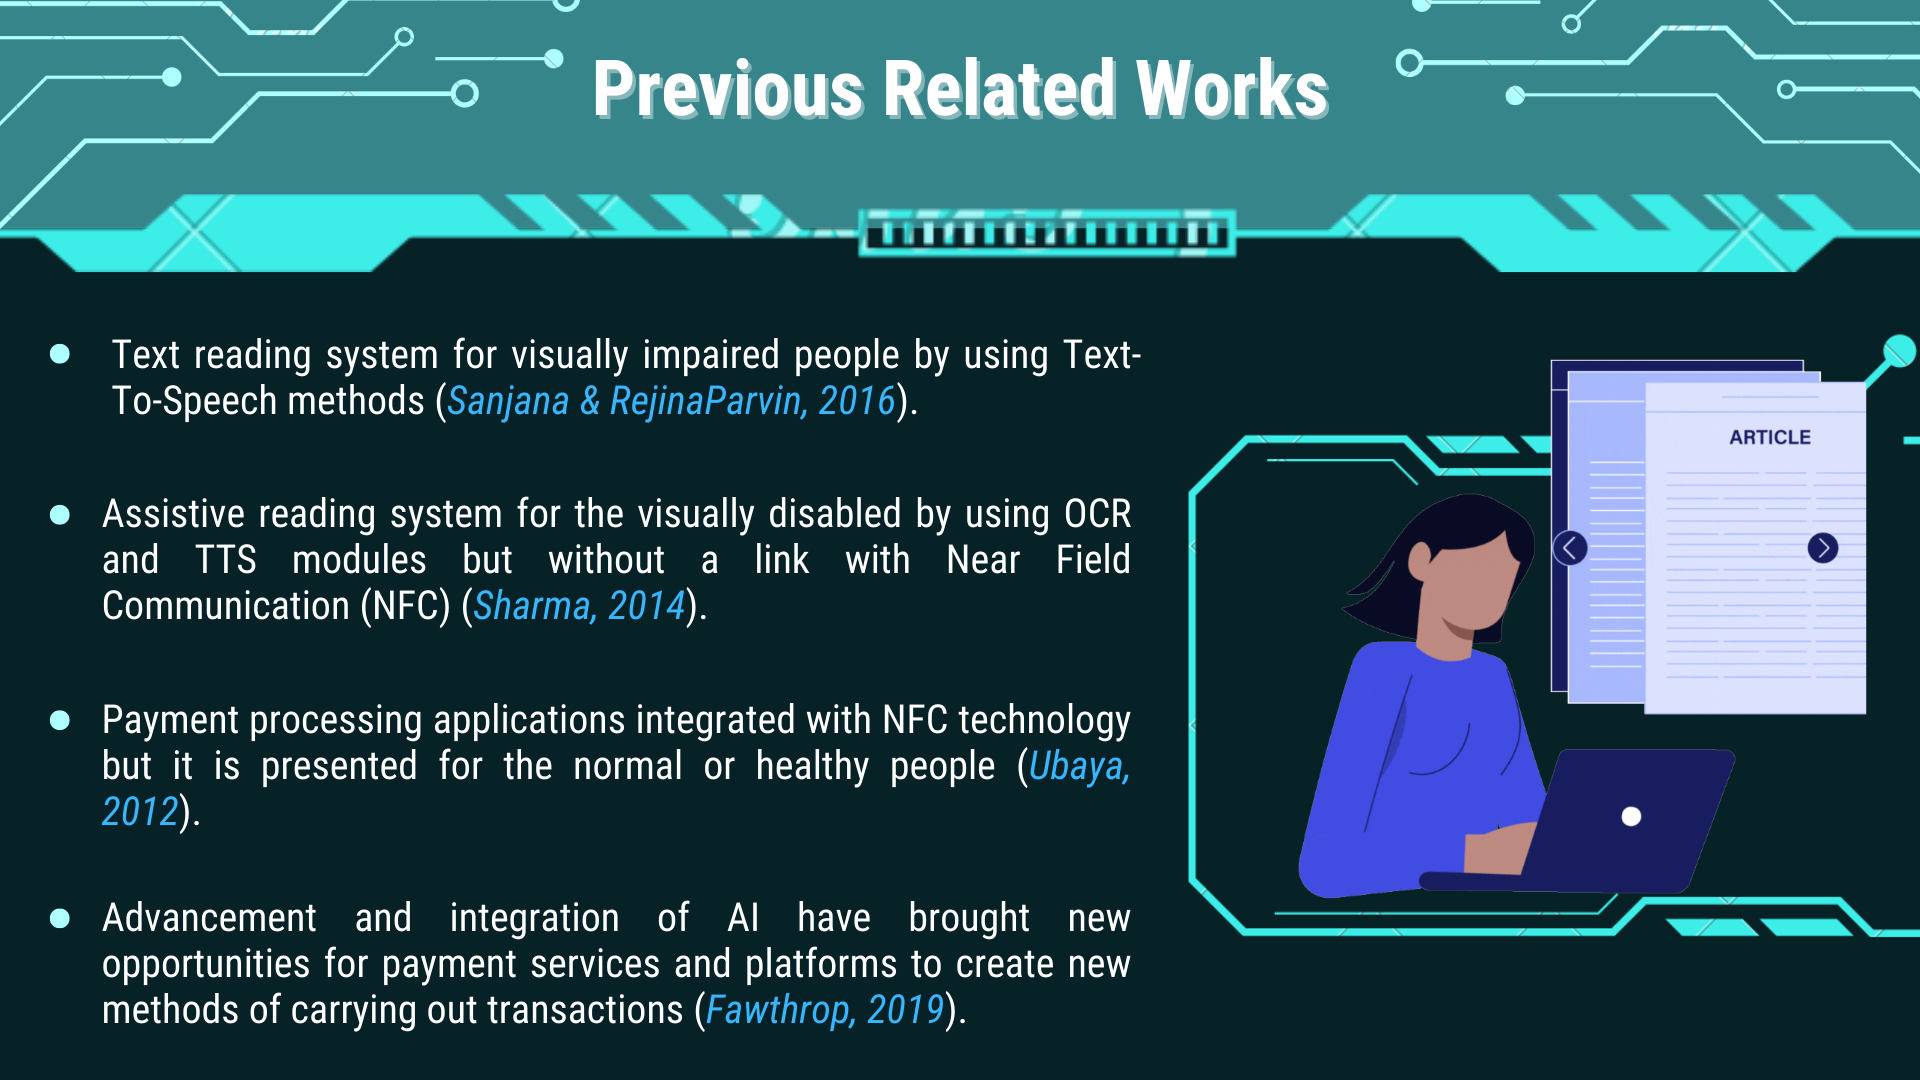 Previous Related Works
Text reading system for visually impaired people by using Text-
To-Speech methods (Sanjana & RejinaParvin, 2016).
Assistive reading system for the visually disabled by using OCR
and TTS modules but without a link with Near Field
Communication (NFC) (Sharma, 2014).
Payment processing applications integrated with NFC technology
but it is presented for the normal or healthy people (Ubaya,
2012).
Advancement and integration of AI have brought new
opportunities for payment services and platforms to create new
methods of carrying out transactions (Fawthrop, 2019).
ARTICLE